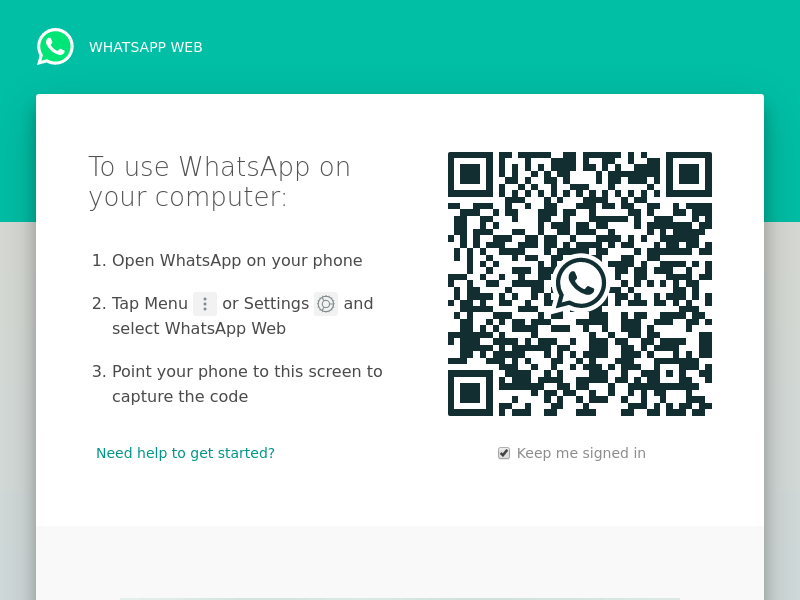 WHATSAPP WEB
To use WhatsApp on
your computer:
1. Open WhatsApp on your phone
2. Tap Menu or Settings and
select WhatsApp Web
3. Point your phone to this screen to
capture the code
Need help to get started?
Keep me signed in